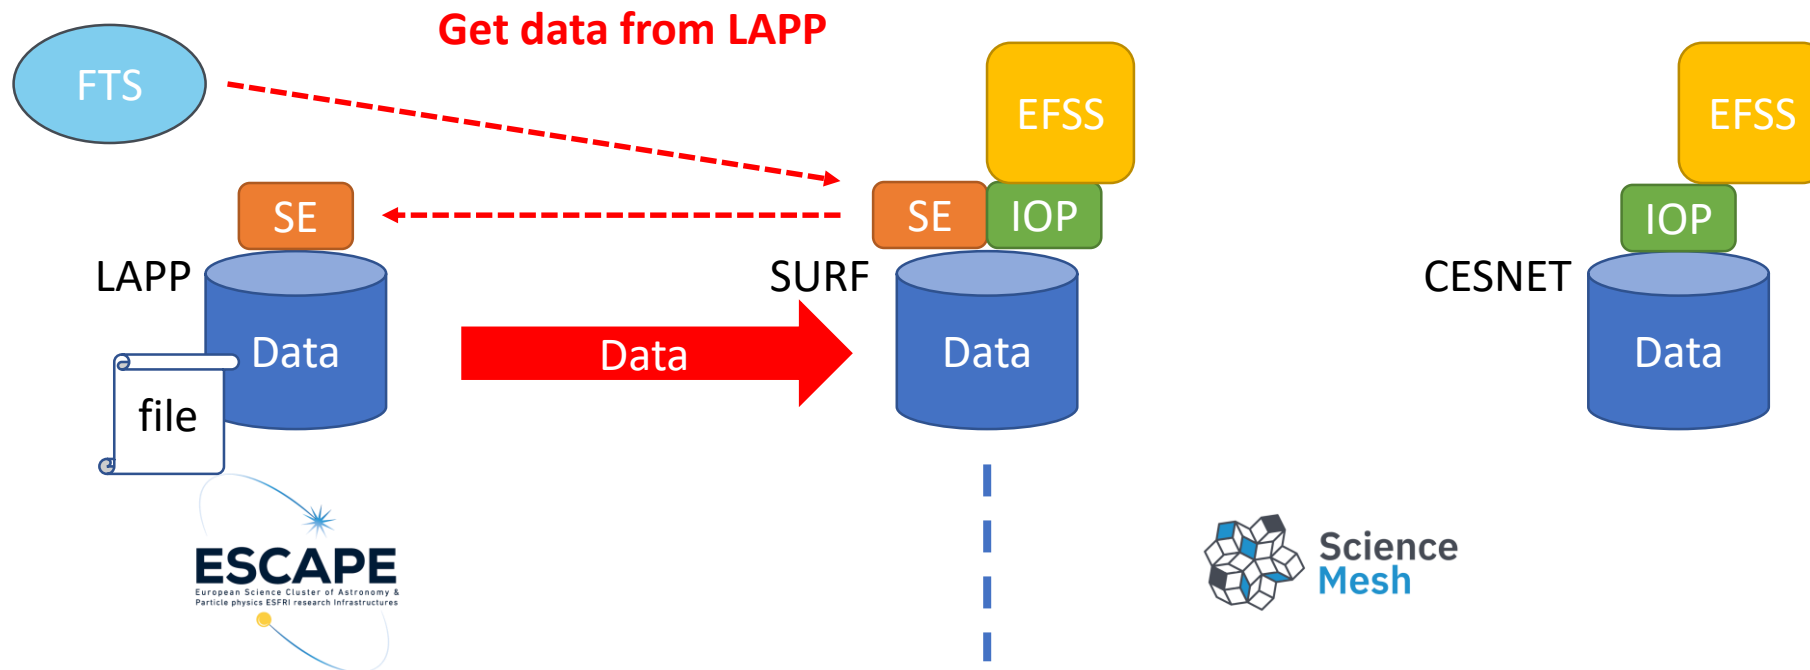 Get data from LAPP
FTS
EFSS
EFSS
SE
SE
IOP
IOP
LAPP
SURF
CESNET
Data
Data
Data
Data
file
ESCAPE
European Science Cluster of Astronomy &
Particle physics ESFRI research Infrastructures
Science
Mesh